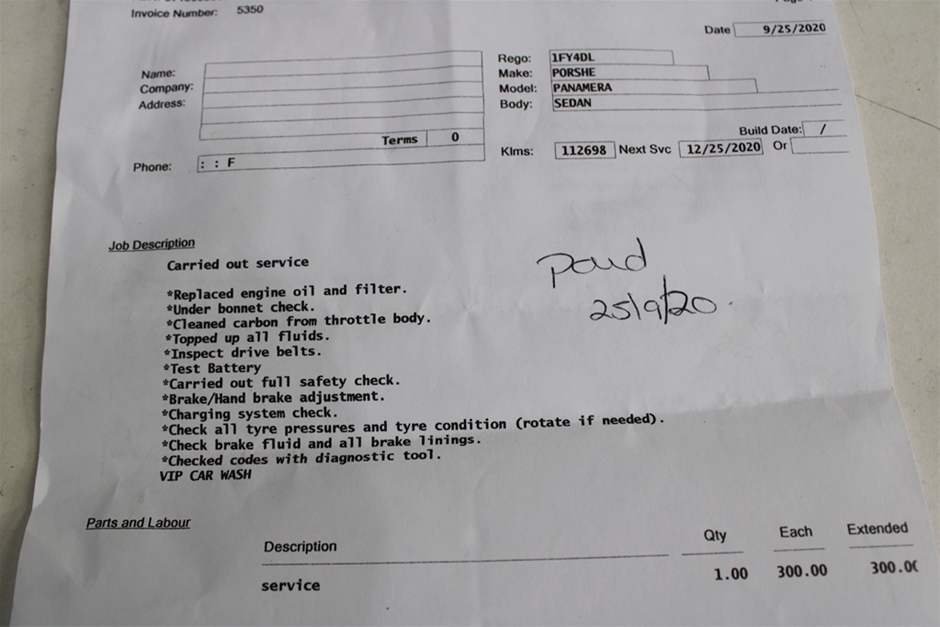 Invoice Number: 5350
Date 9/25/2020
Name:
Company:
Address:
Terms 0
Phone: : : F
Rego: 1FY4DL
Make: PORSHE
Model: PANAMERA
Body: SEDAN
Build Date: /
Klms: 112698 Next Svc 12/25/2020 Or
Job Description
Carried out service
*Replaced engine oil and filter.
*Under bonnet check.
*Cleaned carbon from throttle body.
*Topped up all fluids.
*Inspect drive belts.
*Test Battery
*Carried out full safety check.
*Brake/Hand brake adjustment.
*Charging system check.
*Check all tyre pressures and tyre condition (rotate if needed).
*Check brake fluid and all brake linings.
*Checked codes with diagnostic tool.
VIP CAR WASH
Paid
25/9/20.
Parts and Labour
Description Qty Each Extended
service 1.00 300.00 300.0